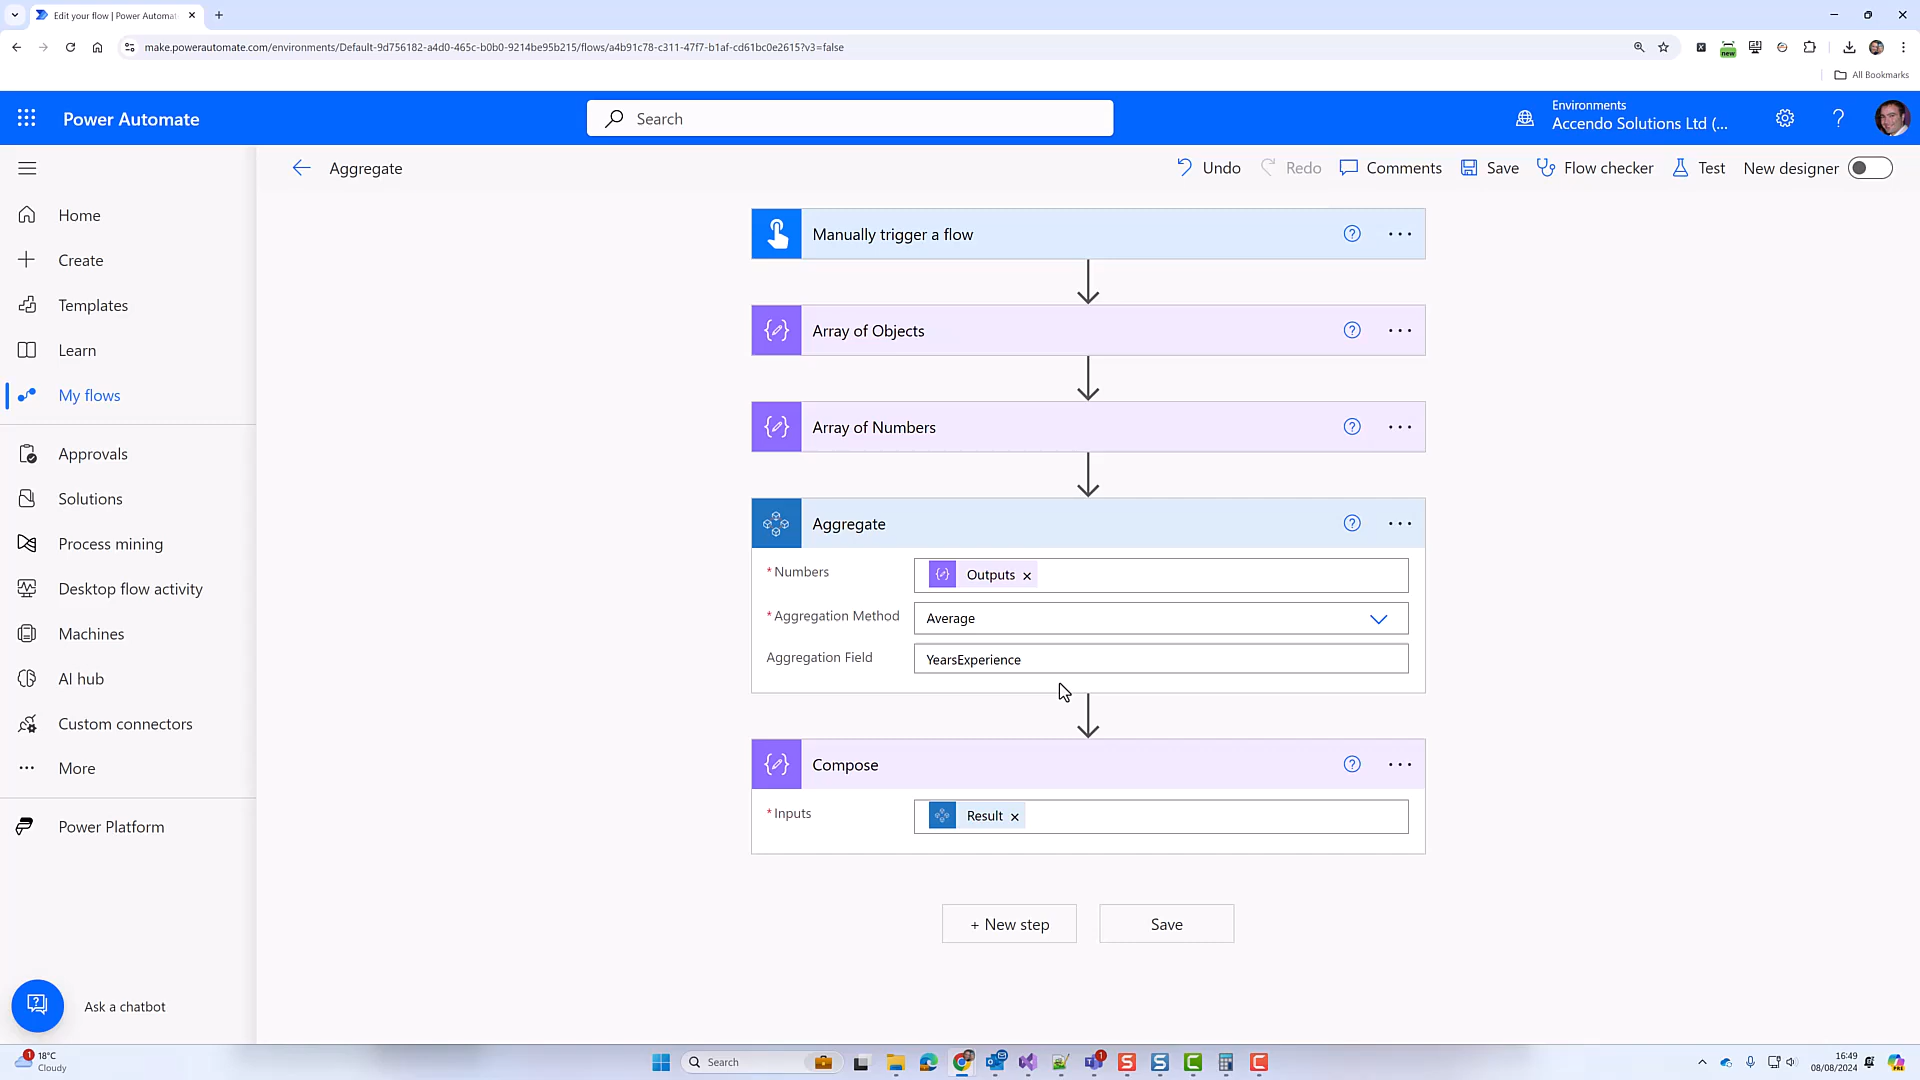 Edit your flow | Power Automat
make.powerautomate.com/environments/Default-9d756182-a4d0-465c-b0b0-9214be95b215/flows/a4b91c78-c311-47f7-b1af-cd61bc0e2615?v3=false
new
All Bookmarks
Power Automate
Search
Environments
Accendo Solutions Ltd (...
Aggregate
Undo
Redo
Comments
Save
Flow checker
Test
New designer
Home
Create
Templates
Learn
My flows
Approvals
Solutions
Process mining
Desktop flow activity
Machines
AI hub
Custom connectors
More
Power Platform
Ask a chatbot
Manually trigger a flow
Array of Objects
Array of Numbers
Aggregate
* Numbers
Outputs
* Aggregation Method
Average
Aggregation Field
YearsExperience
Compose
* Inputs
Result
+ New step
Save
1
18°C
Cloudy
Search
1
16:49
08/08/2024